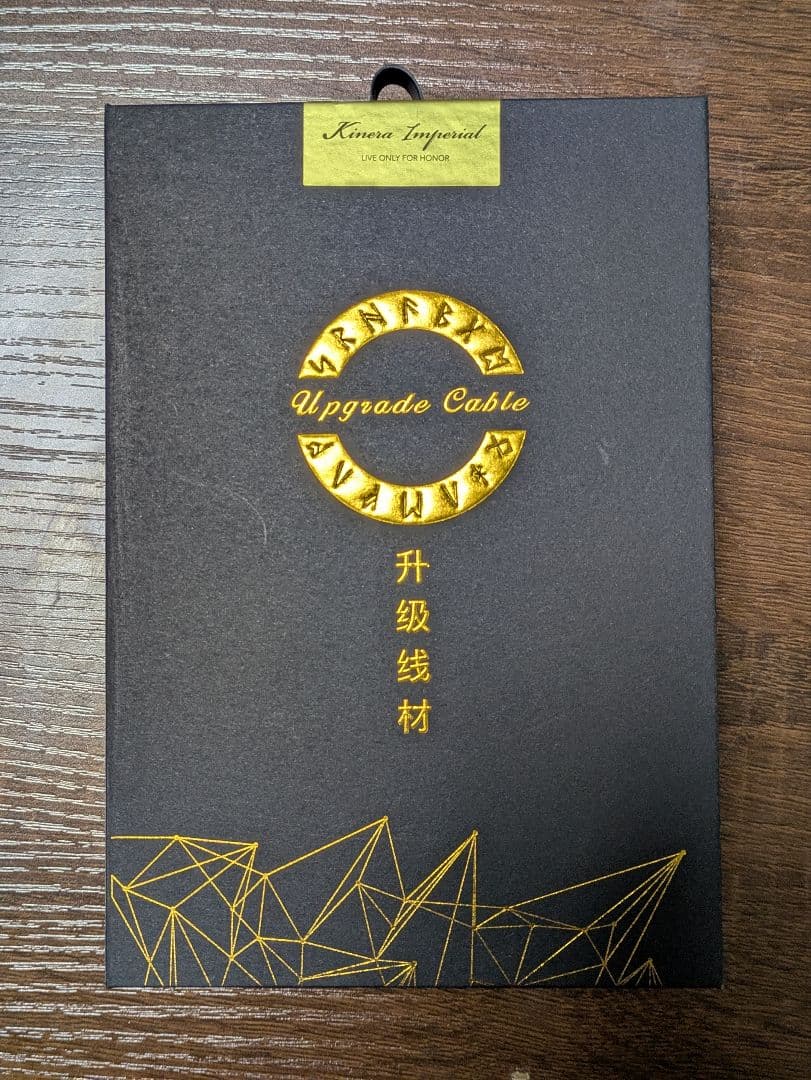 Kinera Imperial
LIVE ONLY FOR HONOR
Upgrade Cable
升级线材